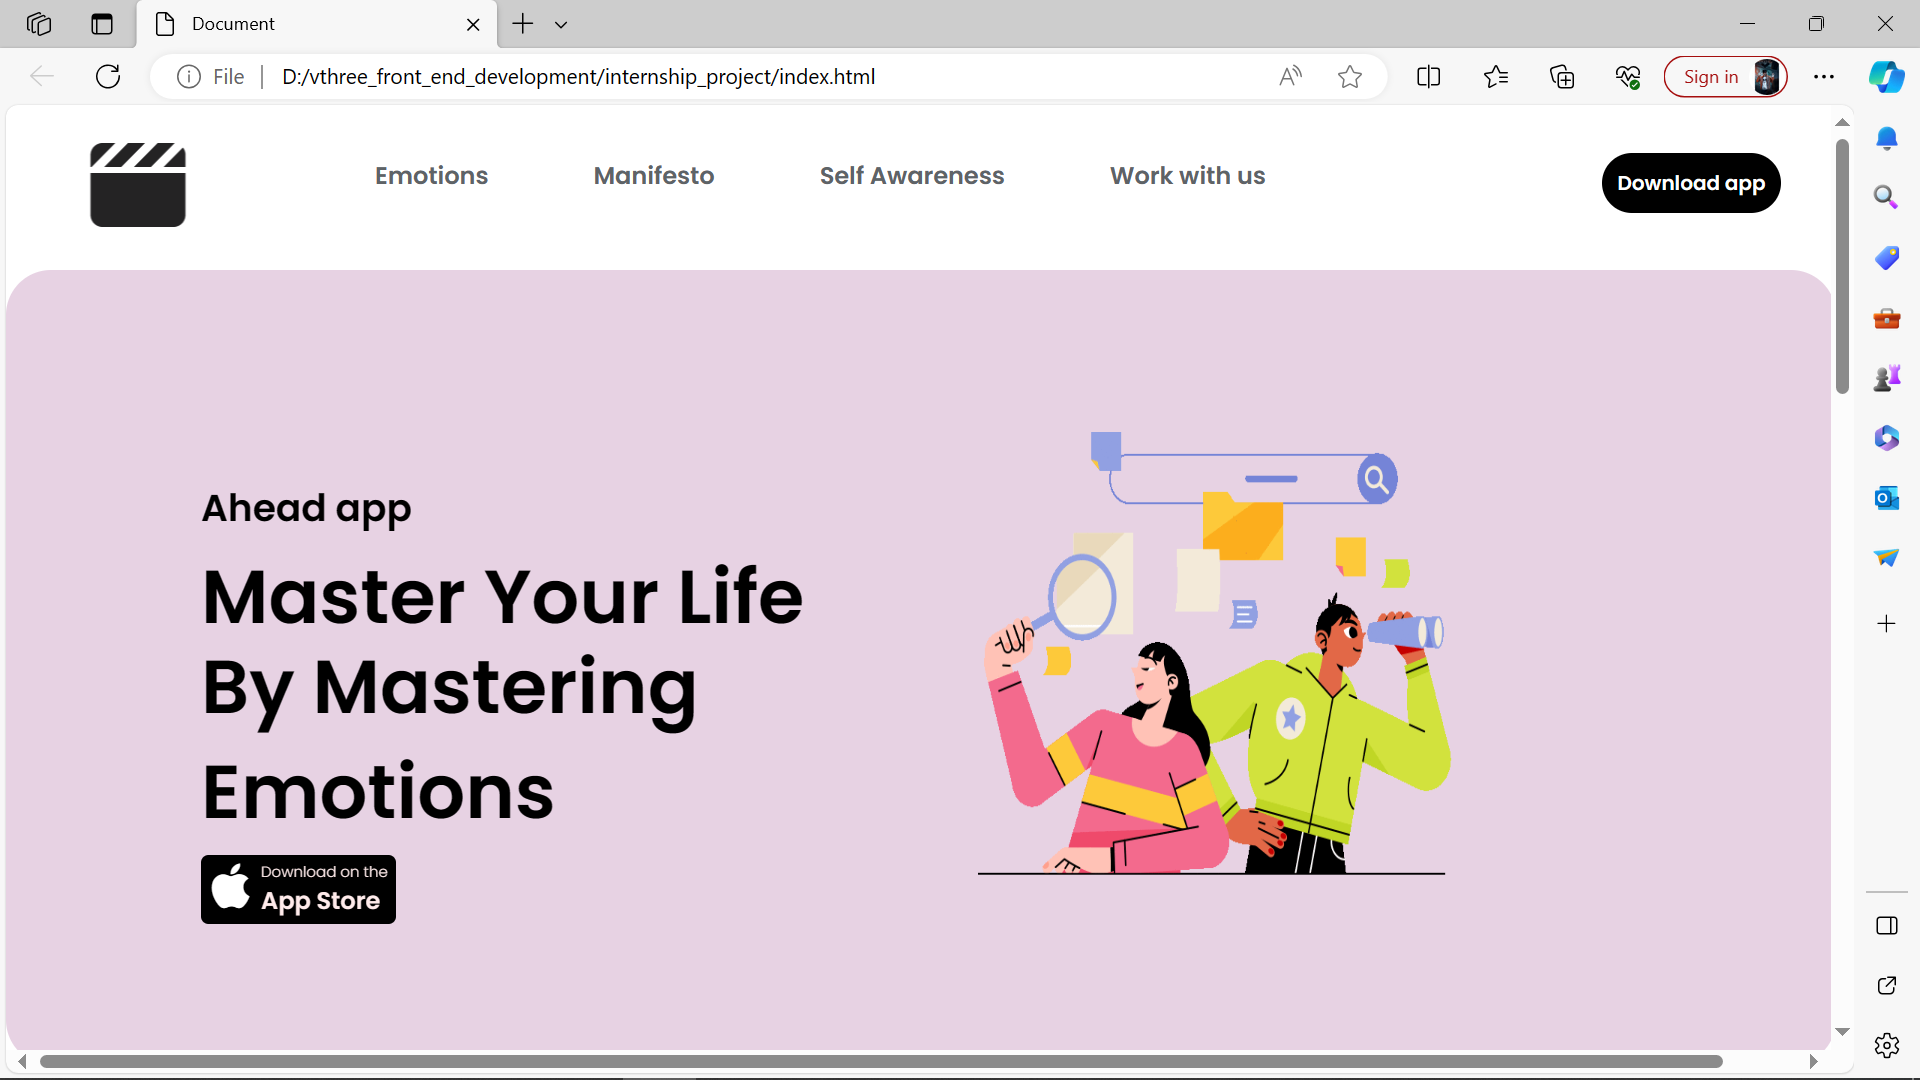 Document
File
D:/vthree_front_end_development/internship_project/index.html
Sign in
Emotions
Manifesto
Self Awareness
Work with us
Download app
Ahead app
Master Your Life
By Mastering
Emotions
Download on the
App Store